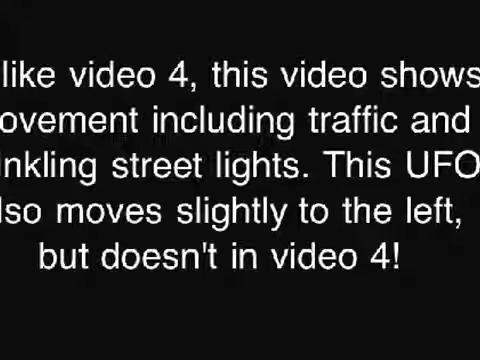 like video 4, this video shows
ovement including traffic and
inkling street lights. This UFO
lso moves slightly to the left,
but doesn't in video 4!